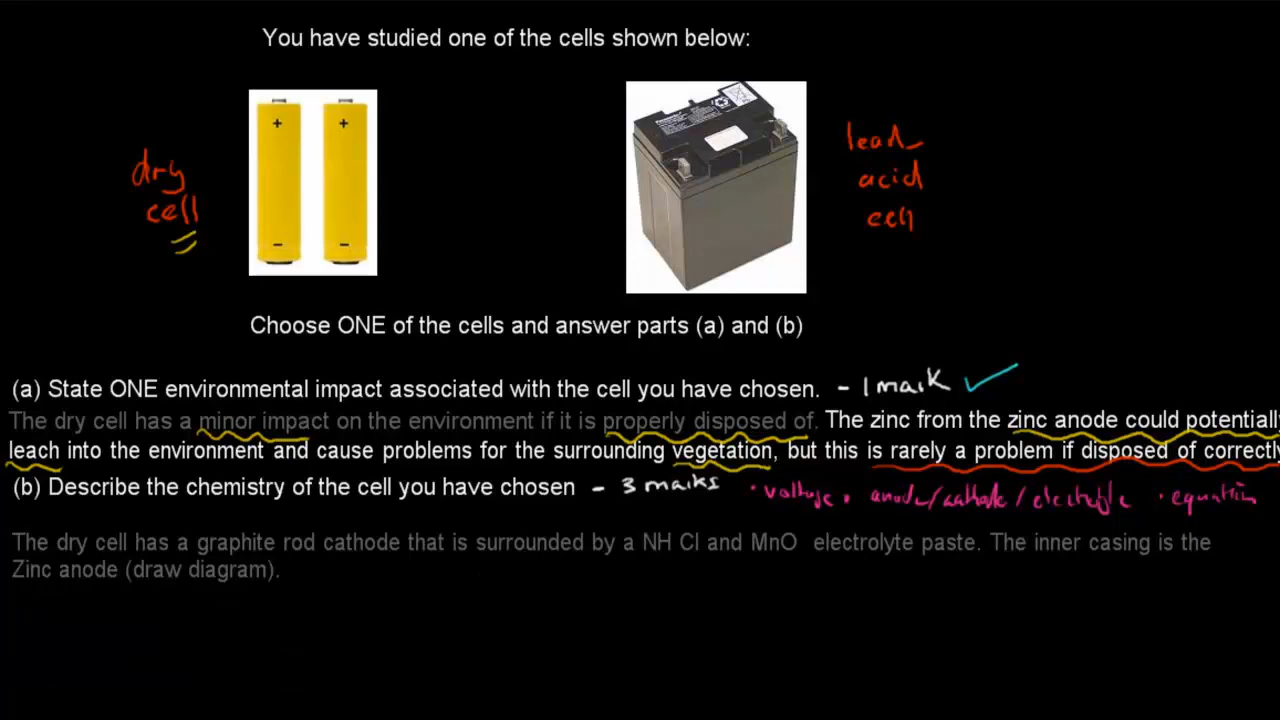 You have studied one of the cells shown below:
+ +
- -
dry
cell
Panasonic
lead
acid
cell
Choose ONE of the cells and answer parts (a) and (b)
(a) State ONE environmental impact associated with the cell you have chosen. - 1 mark ✓
The dry cell has a minor impact on the environment if it is properly disposed of. The zinc from the zinc anode could potentially
leach into the environment and cause problems for the surrounding vegetation, but this is rarely a problem if disposed of correctly
(b) Describe the chemistry of the cell you have chosen - 3 marks • voltage • anode/cathode/electrolyte • equation
The dry cell has a graphite rod cathode that is surrounded by a NH Cl and MnO electrolyte paste. The inner casing is the
Zinc anode (draw diagram).